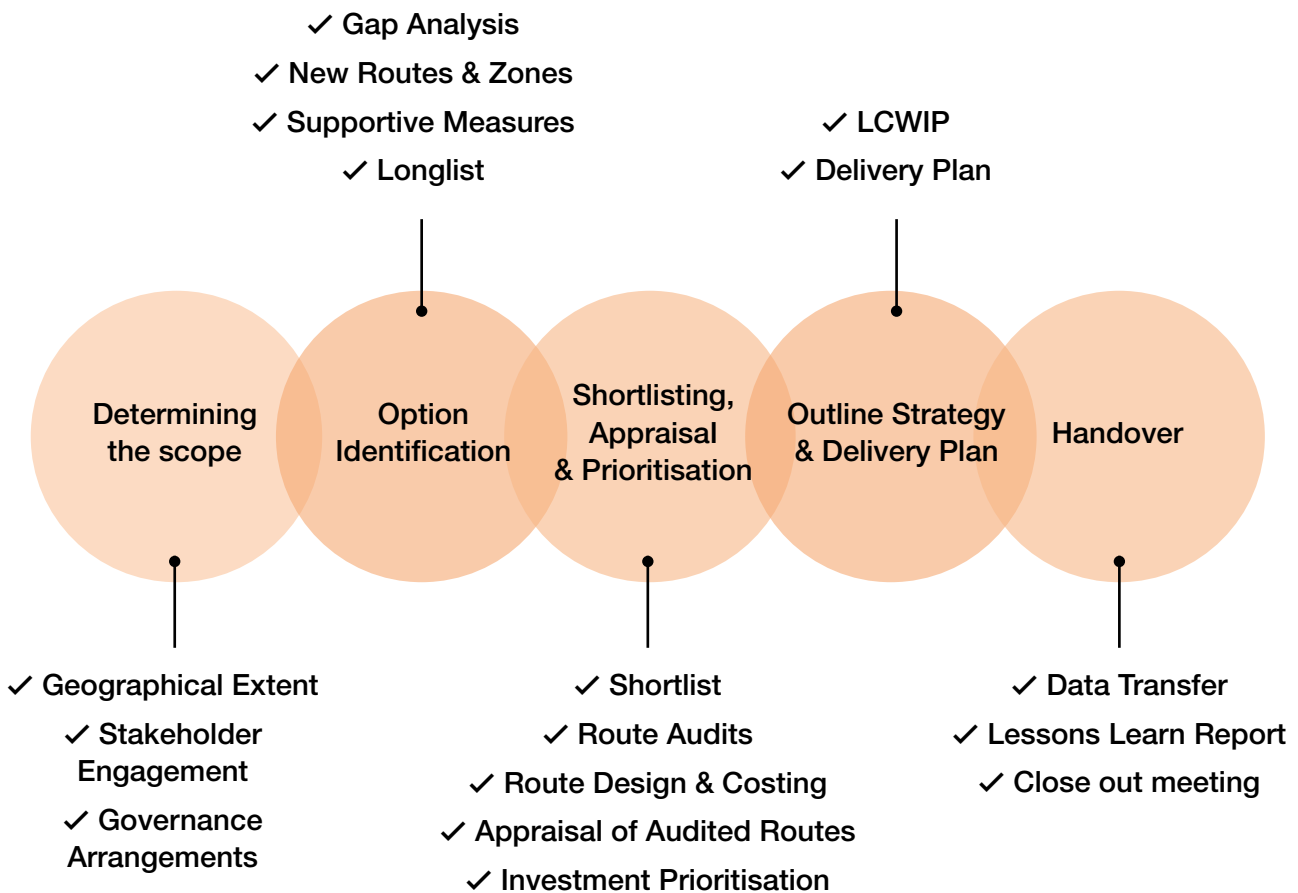 ✓ Gap Analysis
✓ New Routes & Zones
✓ Supportive Measures
✓ Longlist
✓ LCWIP
✓ Delivery Plan
Determining
the scope
Option
Identification
Shortlisting,
Appraisal
& Prioritisation
Outline Strategy
& Delivery Plan
Handover
✓ Geographical Extent
✓ Stakeholder
Engagement
✓ Governance
Arrangements
✓ Shortlist
✓ Route Audits
✓ Route Design & Costing
✓ Appraisal of Audited Routes
✓ Investment Prioritisation
✓ Data Transfer
✓ Lessons Learn Report
✓ Close out meeting